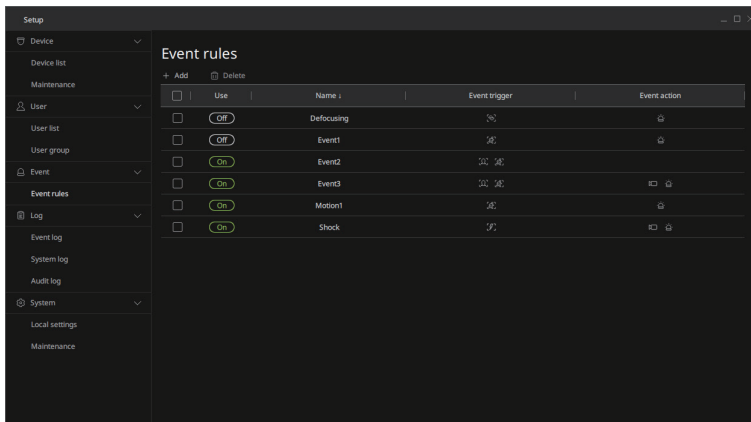 Setup
Device
Device list
Maintenance
User
User list
User group
Event
Event rules
Log
Event log
System log
Audit log
System
Local settings
Maintenance
Event rules
+ Add Delete
Use Name ↓ Event trigger Event action
Off Defocusing
Off Event1
On Event2
On Event3
On Motion1
On Shock